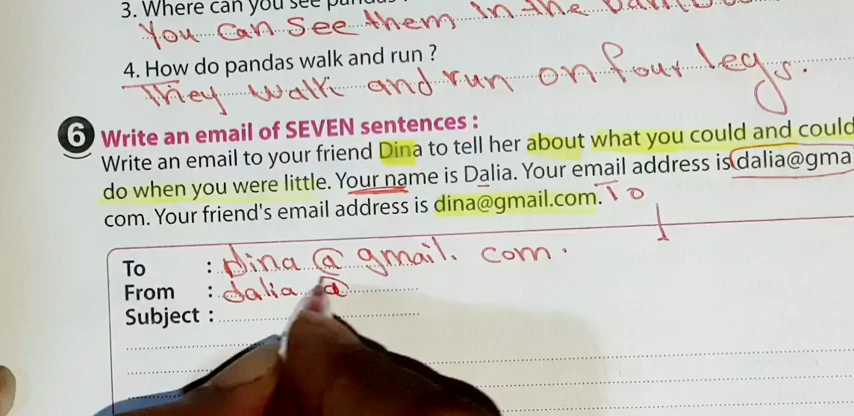 3. Where can you see
You can see them in the
4. How do pandas walk and run ?
They walk and run on four legs.
6 Write an email of SEVEN sentences :
Write an email to your friend Dina to tell her about what you could and could
do when you were little. Your name is Dalia. Your email address is dalia@gma
com. Your friend's email address is dina@gmail.com. To
To : Dina @ gmail. com.
From : dalia @
Subject :